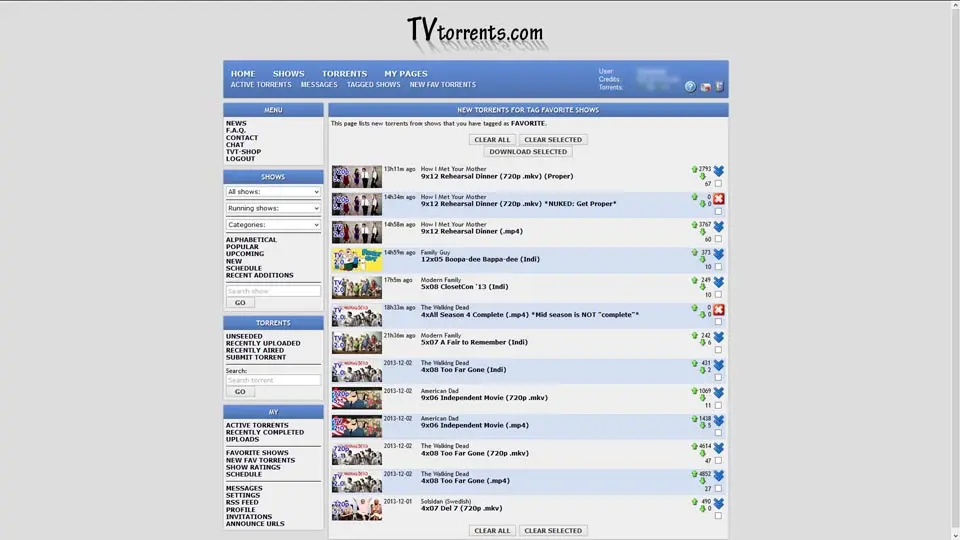 TVtorrents.com
HOME SHOWS TORRENTS MY PAGES
ACTIVE TORRENTS MESSAGES TAGGED SHOWS NEW FAV TORRENTS
User:
Credits:
Torrents:
MENU
NEWS
F.A.Q.
CONTACT
CHAT
TVT-SHOP
LOGOUT
SHOWS
All shows:
Running shows:
Categories:
ALPHABETICAL
POPULAR
UPCOMING
NEW
SCHEDULE
RECENT ADDITIONS
Search show
GO
TORRENTS
UNSEEDED
RECENTLY UPLOADED
RECENTLY AIRED
SUBMIT TORRENT
Search:
Search torrent
GO
MY
ACTIVE TORRENTS
RECENTLY COMPLETED
UPLOADS
FAVORITE SHOWS
NEW FAV TORRENTS
SHOW RATINGS
SCHEDULE
MESSAGES
SETTINGS
RSS FEED
PROFILE
INVITATIONS
ANNOUNCE URLS
NEW TORRENTS FOR TAG FAVORITE SHOWS
This page lists new torrents from shows that you have tagged as FAVORITE.
CLEAR ALL CLEAR SELECTED
DOWNLOAD SELECTED
13h11m ago How I Met Your Mother 2793
9x12 Rehearsal Dinner (720p .mkv) (Proper) 67
14h34m ago How I Met Your Mother 0
9x12 Rehearsal Dinner (720p .mkv) *NUKED: Get Proper* 0
14h58m ago How I Met Your Mother 3767
9x12 Rehearsal Dinner (.mp4) 60
14h59m ago Family Guy 373
12x05 Boopa-dee Bappa-dee (Indi) 10
17h5m ago Modern Family 249
5x08 ClosetCon '13 (Indi) 10
18h33m ago The Walking Dead 0
4xAll Season 4 Complete (.mp4) *Mid season is NOT "complete"* 0
21h36m ago Modern Family 242
5x07 A Fair to Remember (Indi) 6
2013-12-02 The Walking Dead 431
4x08 Too Far Gone (Indi) 2
2013-12-02 American Dad 1069
9x06 Independent Movie (720p .mkv) 11
2013-12-02 American Dad 1438
9x06 Independent Movie (.mp4) 5
2013-12-02 The Walking Dead 4614
4x08 Too Far Gone (720p .mkv) 47
2013-12-02 The Walking Dead 4852
4x08 Too Far Gone (.mp4) 27
2013-12-01 Solsidan (Swedish) 490
4x07 Del 7 (720p .mkv) 0
CLEAR ALL CLEAR SELECTED